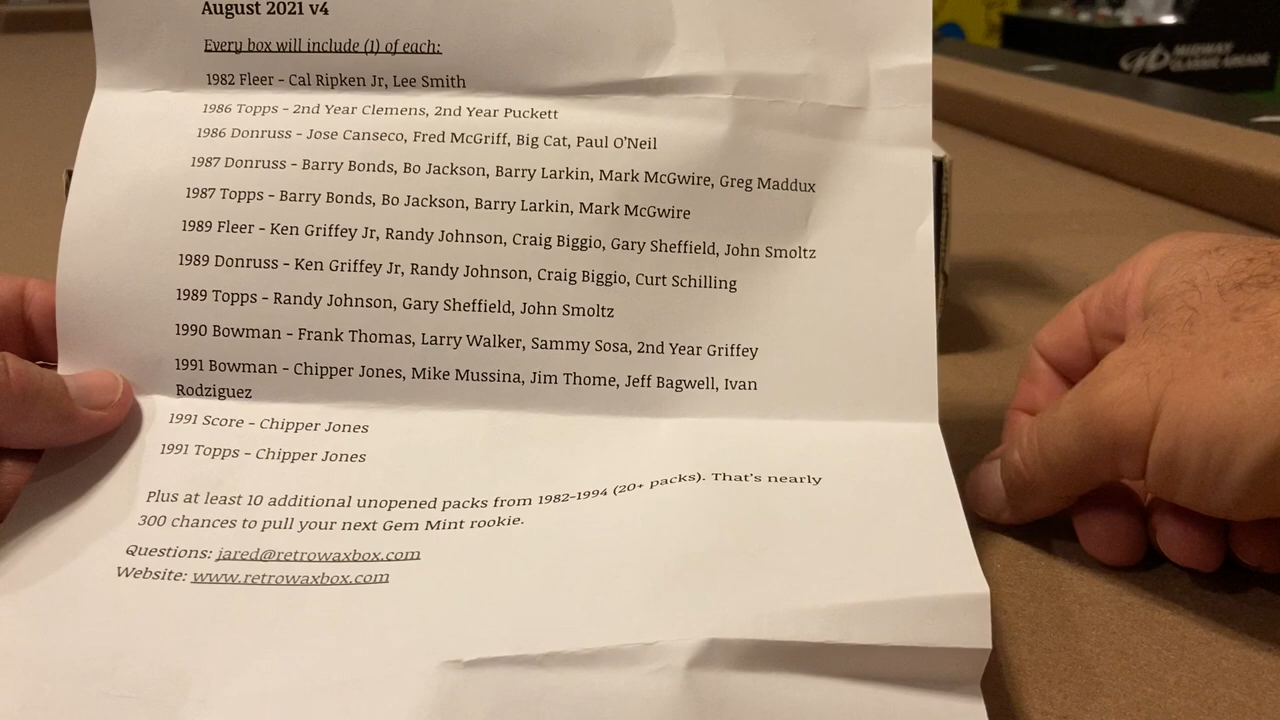 August 2021 v4
Every box will include (1) of each:
1982 Fleer - Cal Ripken Jr, Lee Smith
1986 Topps - 2nd Year Clemens, 2nd Year Puckett
1986 Donruss - Jose Canseco, Fred McGriff, Big Cat, Paul O'Neil
1987 Donruss - Barry Bonds, Bo Jackson, Barry Larkin, Mark McGwire, Greg Maddux
1987 Topps - Barry Bonds, Bo Jackson, Barry Larkin, Mark McGwire
1989 Fleer - Ken Griffey Jr, Randy Johnson, Craig Biggio, Gary Sheffield, John Smoltz
1989 Donruss - Ken Griffey Jr, Randy Johnson, Craig Biggio, Curt Schilling
1989 Topps - Randy Johnson, Gary Sheffield, John Smoltz
1990 Bowman - Frank Thomas, Larry Walker, Sammy Sosa, 2nd Year Griffey
1991 Bowman - Chipper Jones, Mike Mussina, Jim Thome, Jeff Bagwell, Ivan
Rodziguez
1991 Score - Chipper Jones
1991 Topps - Chipper Jones
Plus at least 10 additional unopened packs from 1982-1994 (20+ packs). That's nearly
300 chances to pull your next Gem Mint rookie.
Questions: jared@retrowaxbox.com
Website: www.retrowaxbox.com
MIDWAY
CLASSIC ARCADE